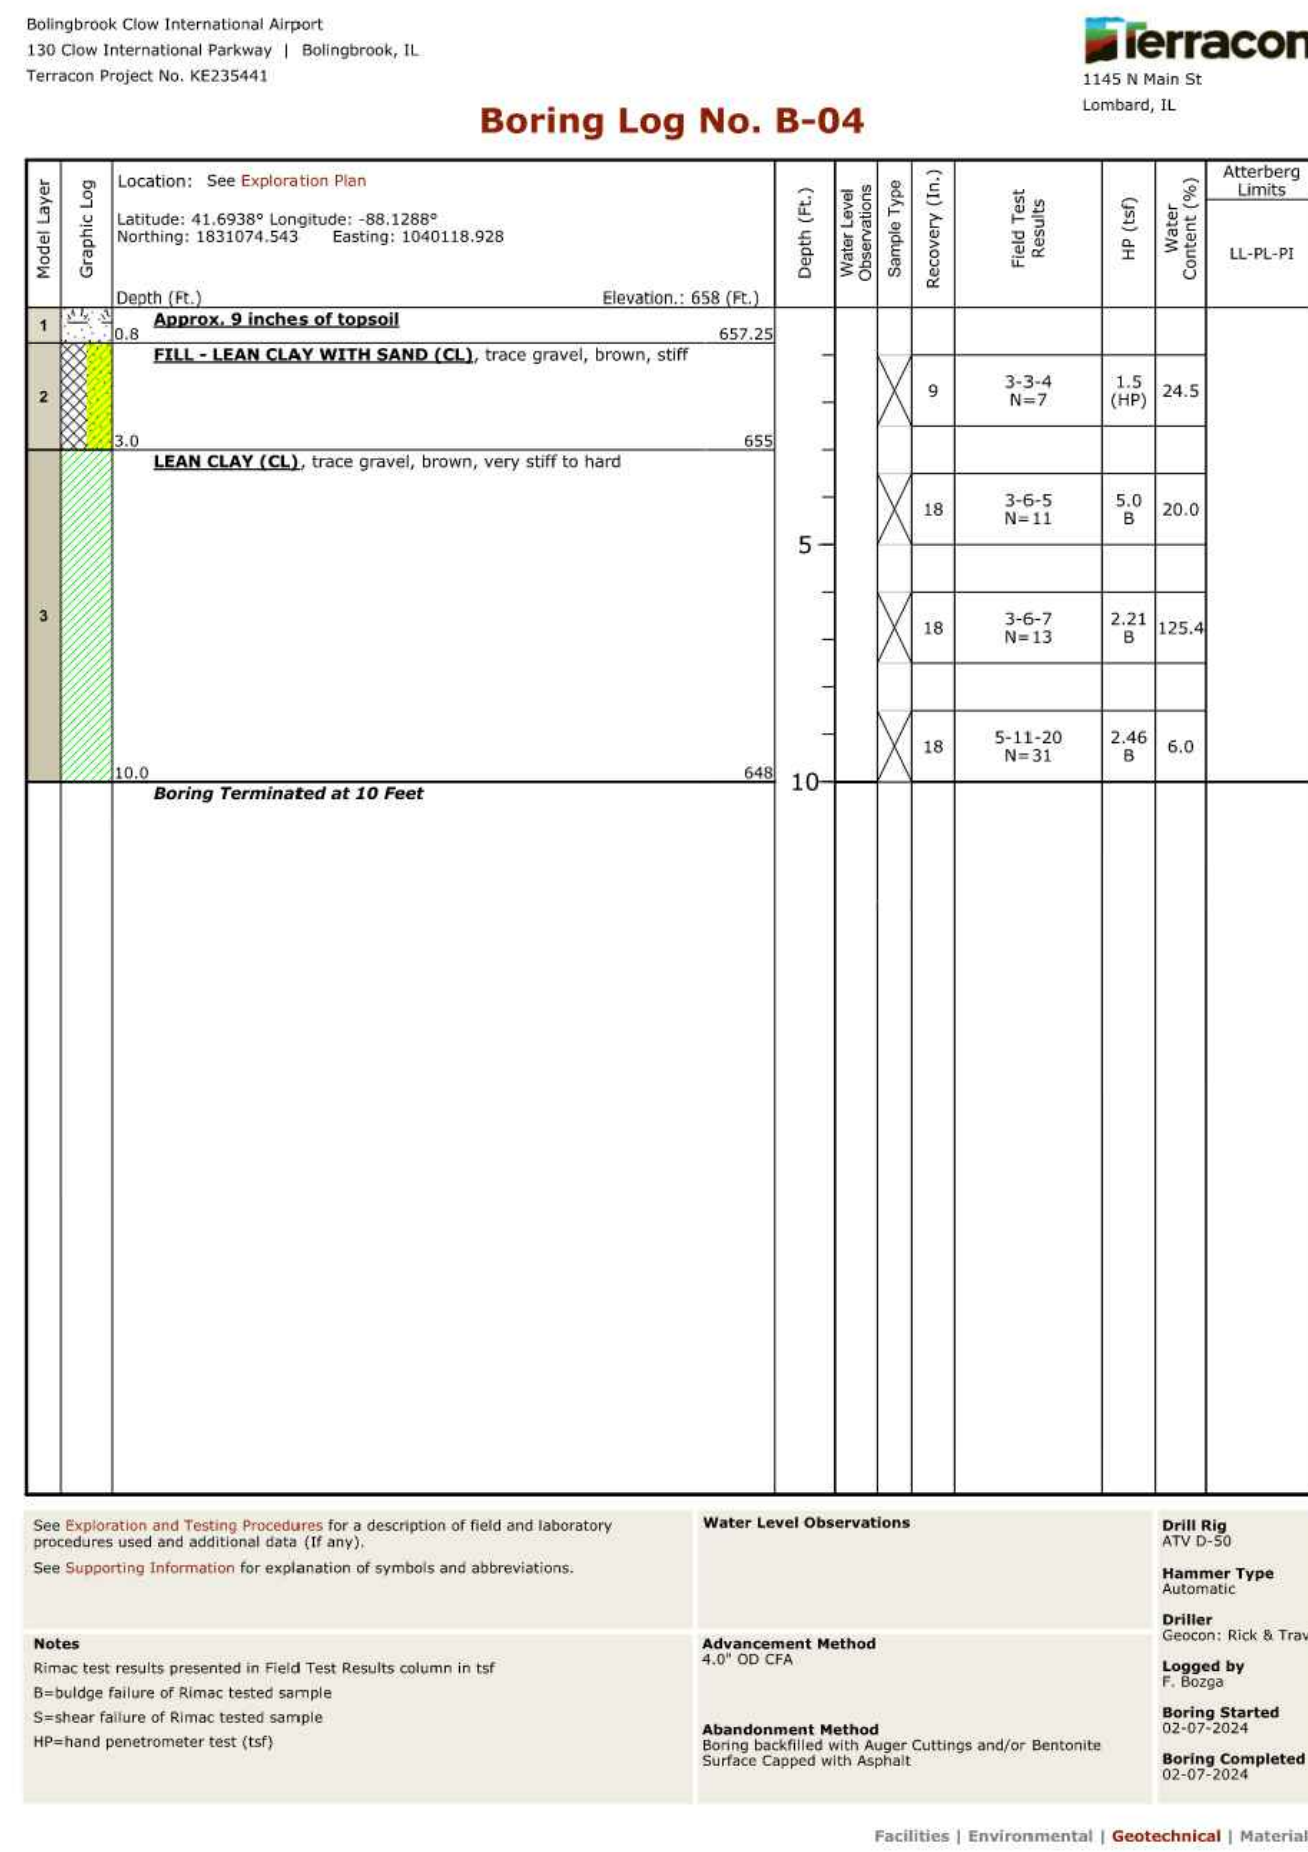 Bolingbrook Clow International Airport
130 Clow International Parkway | Bolingbrook, IL
Terracon Project No. KE235441
Terracon
1145 N Main St
Lombard, IL
Boring Log No. B-04
Model Layer
Graphic Log
Location: See Exploration Plan
Latitude: 41.6938° Longitude: -88.1288°
Northing: 1831074.543 Easting: 1040118.928
Depth (Ft.) Elevation.: 658 (Ft.)
Depth (Ft.)
Water Level
Observations
Sample Type
Recovery (In.)
Field Test
Results
HP (tsf)
Water
Content (%)
Atterberg
Limits
LL-PL-PI
1
Approx. 9 inches of topsoil
0.8 657.25
FILL - LEAN CLAY WITH SAND (CL), trace gravel, brown, stiff
2
9
3-3-4
N=7
1.5
(HP)
24.5
3.0 655
LEAN CLAY (CL), trace gravel, brown, very stiff to hard
18
3-6-5
N=11
5.0
B
20.0
5
3
18
3-6-7
N=13
2.21
B
125.4
18
5-11-20
N=31
2.46
B
6.0
10.0 648
10
Boring Terminated at 10 Feet
See Exploration and Testing Procedures for a description of field and laboratory
procedures used and additional data (If any).
See Supporting Information for explanation of symbols and abbreviations.
Water Level Observations
Drill Rig
ATV D-50
Hammer Type
Automatic
Driller
Geocon: Rick & Trav
Logged by
F. Bozga
Boring Started
02-07-2024
Boring Completed
02-07-2024
Notes
Rimac test results presented in Field Test Results column in tsf
B=buldge failure of Rimac tested sample
S=shear failure of Rimac tested sample
HP=hand penetrometer test (tsf)
Advancement Method
4.0" OD CFA
Abandonment Method
Boring backfilled with Auger Cuttings and/or Bentonite
Surface Capped with Asphalt
Facilities | Environmental | Geotechnical | Material